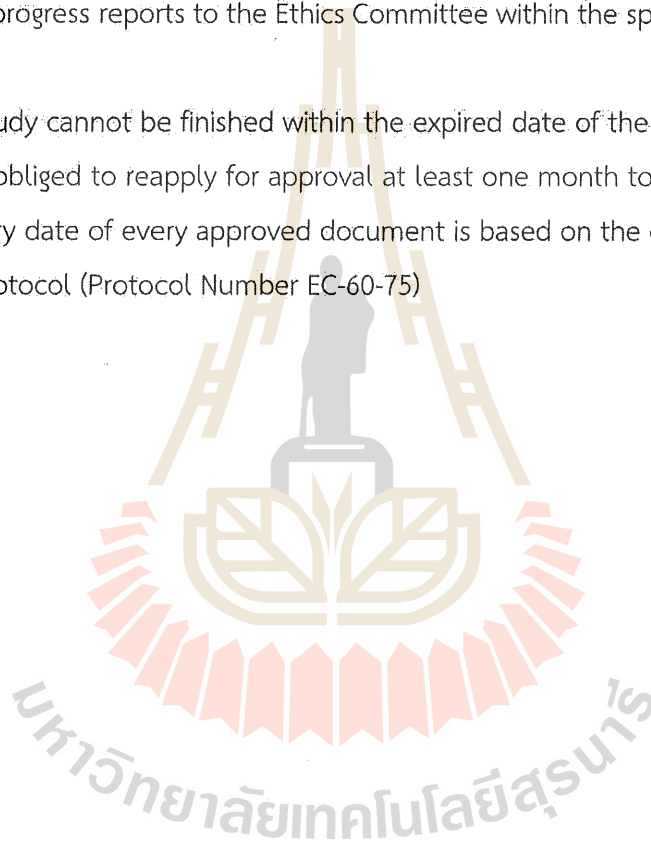 progress reports to the Ethics Committee within the sp
udy cannot be finished within the expired date of the
obliged to reapply for approval at least one month to
ry date of every approved document is based on the
otocol (Protocol Number EC-60-75)
มหาวิทยาลัยเทคโนโลยีสุรนารี